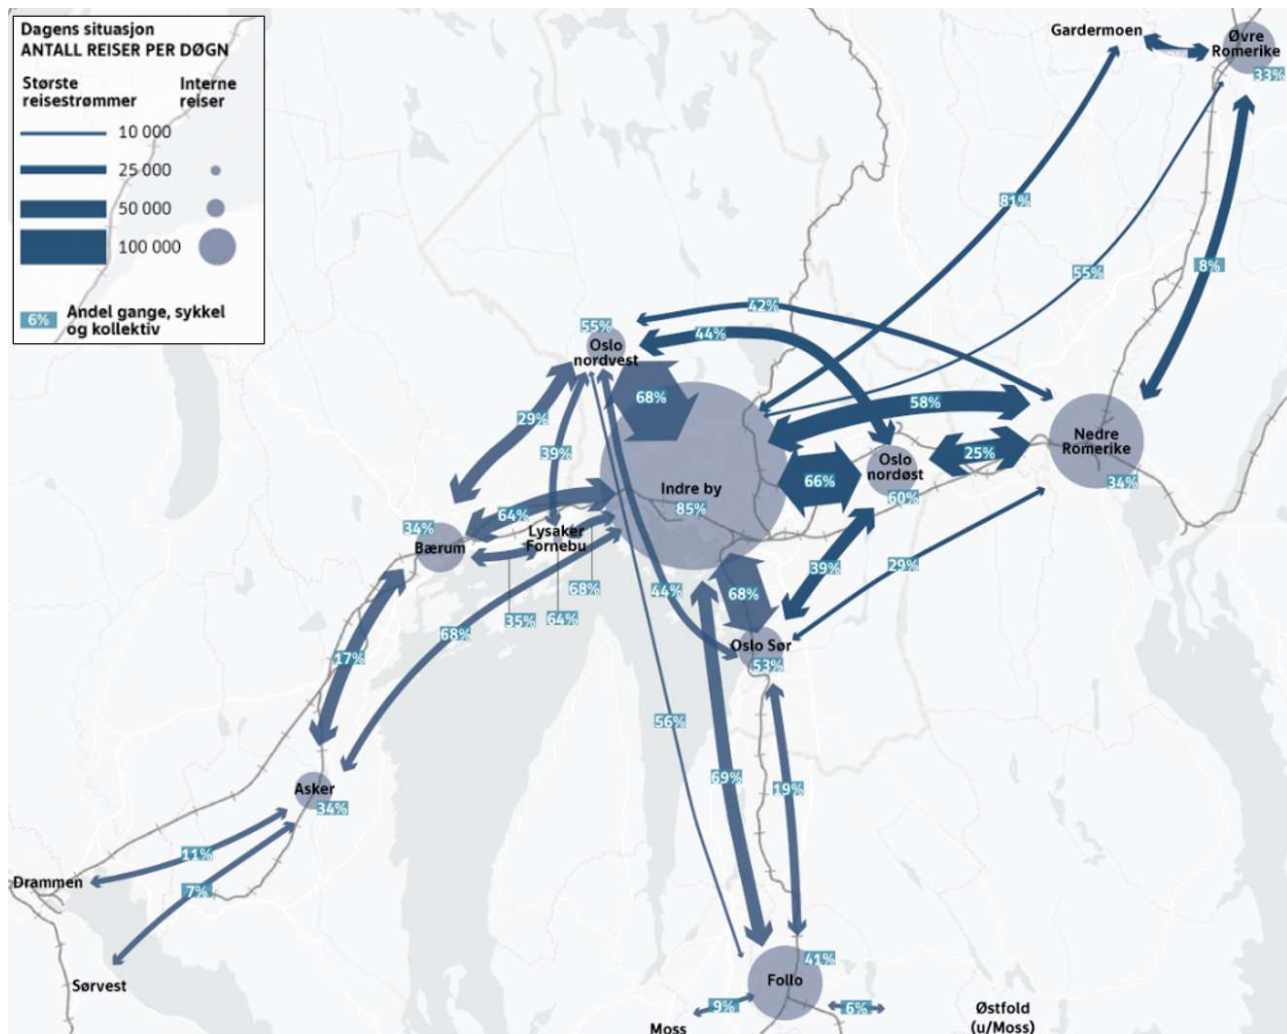 Dagens situasjon
ANTALL REISER PER DØGN
Største
reisestrømmer
Interne
reiser
10 000
25 000
50 000
100 000
6%
Andel gange, sykkel
og kollektiv
Gardermoen
Øvre
Romerike
33%
81%
55%
8%
42%
44%
55%
Oslo
nordvest
68%
58%
29%
39%
Nedre
Romerike
34%
25%
Oslo
nordøst
60%
66%
Indre by
85%
64%
34%
Bærum
Lysaker
Fornebu
68%
35%
64%
44%
68%
39%
29%
68%
17%
Oslo Sør
53%
56%
69%
19%
Asker
34%
11%
Drammen
7%
Sørvest
41%
Follo
9%
6%
Moss
Østfold
(u/Moss)